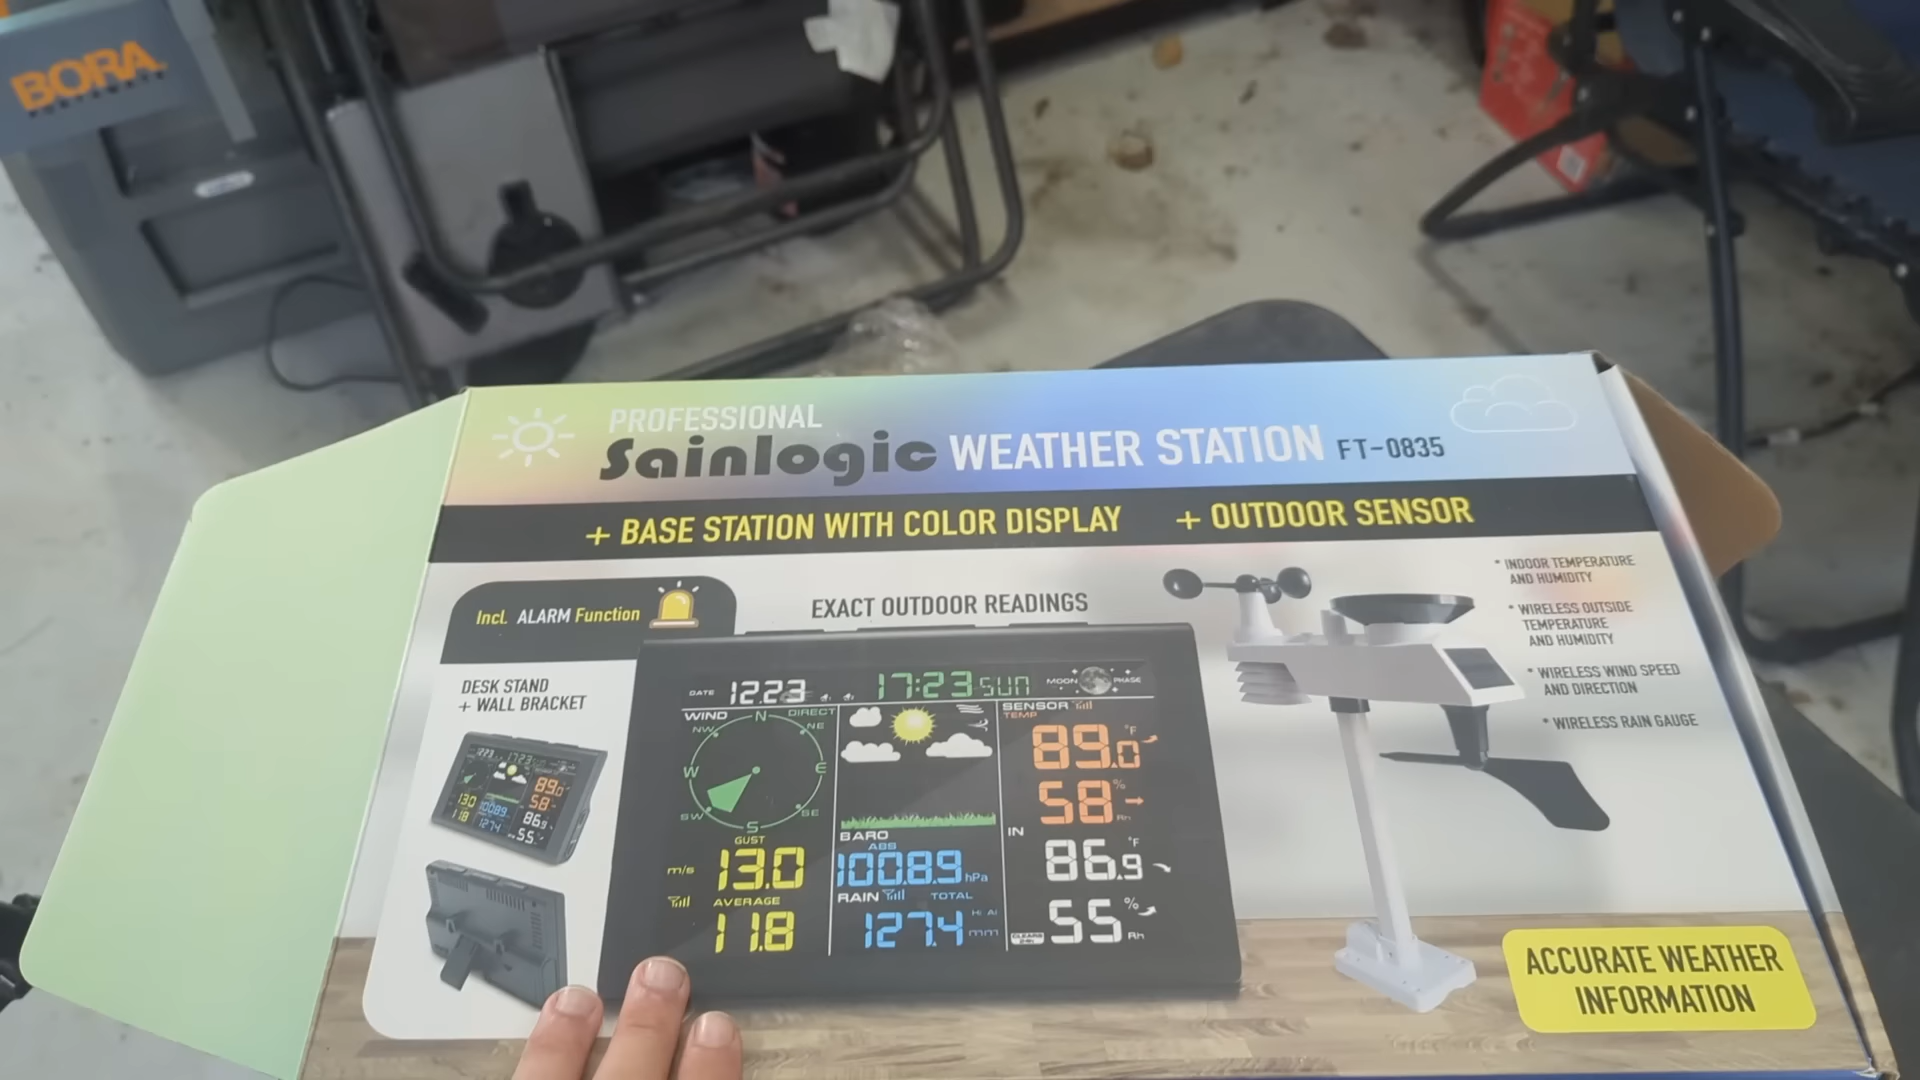 BORA
PROFESSIONAL
Sainlogic WEATHER STATION FT-0835
+ BASE STATION WITH COLOR DISPLAY + OUTDOOR SENSOR
Incl. ALARM Function
EXACT OUTDOOR READINGS
* INDOOR TEMPERATURE
AND HUMIDITY
* WIRELESS OUTSIDE
TEMPERATURE
AND HUMIDITY
* WIRELESS WIND SPEED
AND DIRECTION
* WIRELESS RAIN GAUGE
DESK STAND
+ WALL BRACKET
DATE 12.23 17:23 SUN MOON PHASE
WIND DIRECT
N
NE
E
SE
S
SW
W
NW
GUST
m/s 13.0
AVERAGE
11.8
BARO
ABS
1008.9 hPa
RAIN TOTAL
127.4 mm
SENSOR
TEMP
89.0 °F
58 % Rh
IN
86.9 °F
55 % Rh
ACCURATE WEATHER
INFORMATION